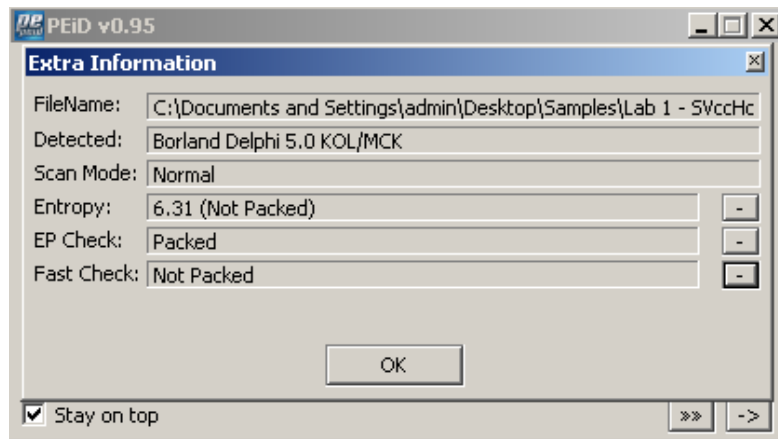 PEiD v0.95
Extra Information
FileName: C:\Documents and Settings\admin\Desktop\Samples\Lab 1 - SVccHc
Detected: Borland Delphi 5.0 KOL/MCK
Scan Mode: Normal
Entropy: 6.31 (Not Packed) -
EP Check: Packed -
Fast Check: Not Packed -
OK
Stay on top »» ->